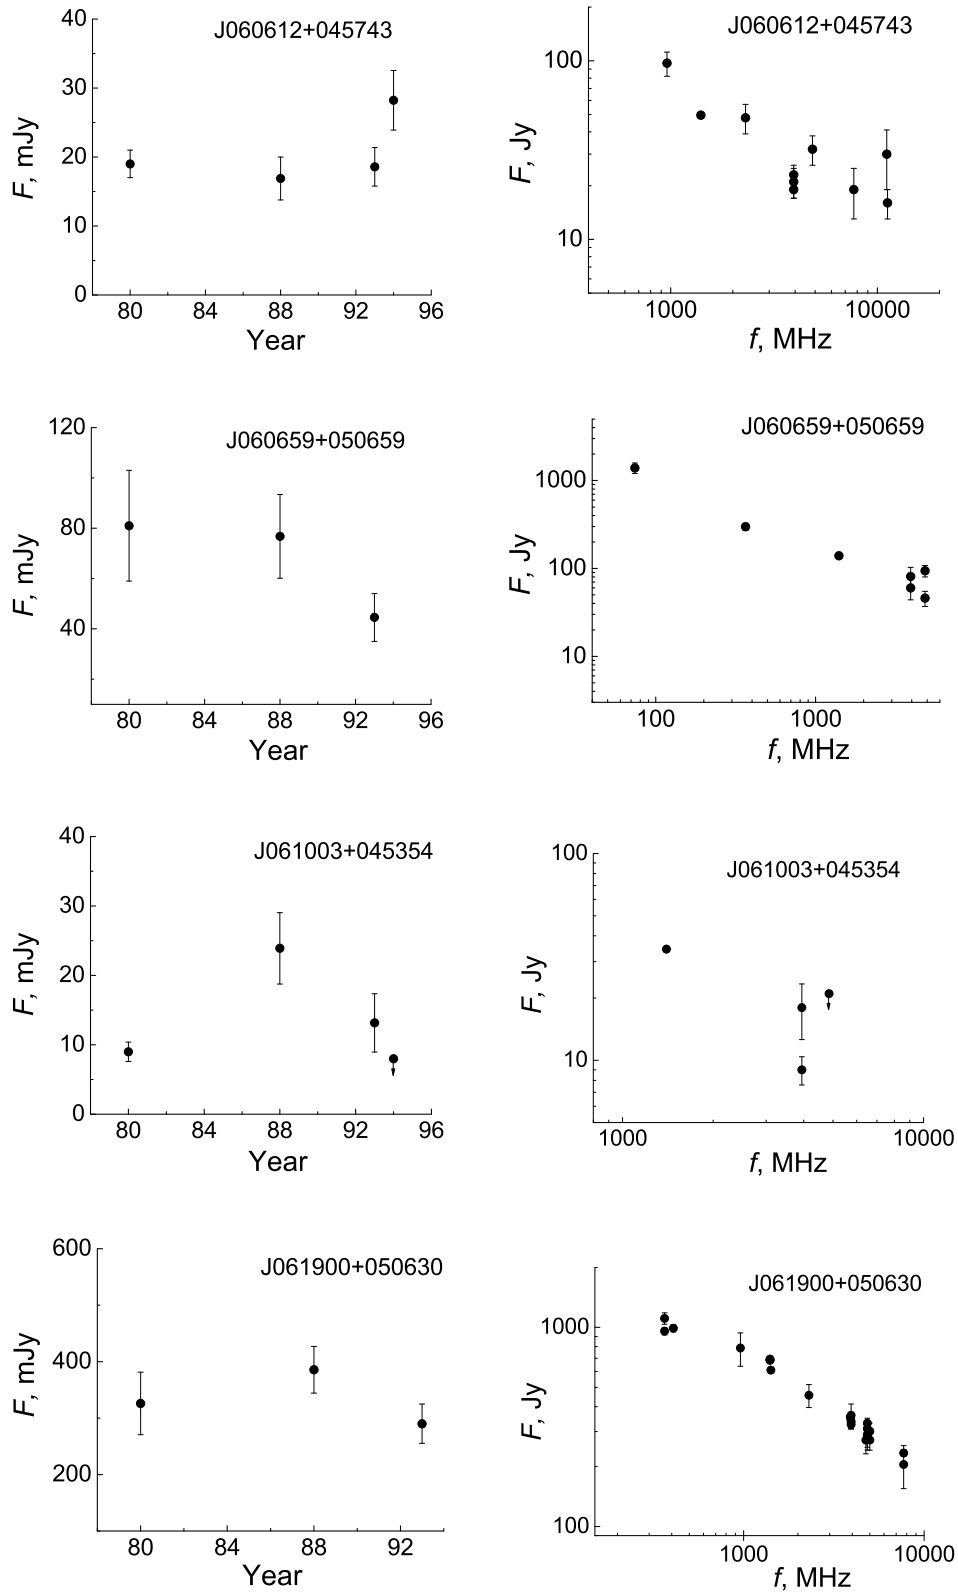 J060612+045743
40
30
20
10
0
F, mJy
80 84 88 92 96
Year
J060612+045743
100
10
F, Jy
1000 10000
f, MHz
J060659+050659
120
80
40
F, mJy
80 84 88 92 96
Year
J060659+050659
1000
100
10
F, Jy
100 1000
f, MHz
J061003+045354
40
30
20
10
0
F, mJy
80 84 88 92 96
Year
J061003+045354
100
10
F, Jy
1000 10000
f, MHz
J061900+050630
600
400
200
F, mJy
80 84 88 92
Year
J061900+050630
1000
100
F, Jy
1000 10000
f, MHz